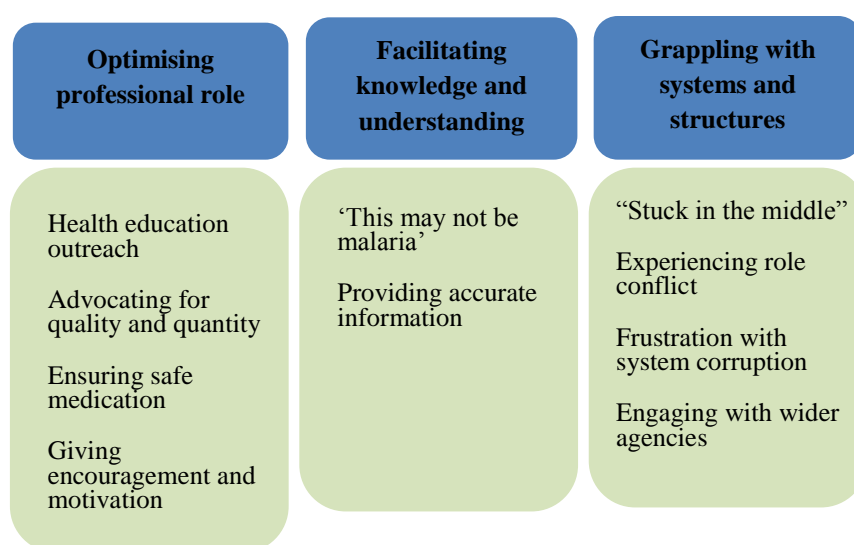 Optimising
professional role
Health education
outreach
Advocating for
quality and quantity
Ensuring safe
medication
Giving
encouragement and
motivation
Facilitating
knowledge and
understanding
‘This may not be
malaria’
Providing accurate
information
Grappling with
systems and
structures
“Stuck in the middle”
Experiencing role
conflict
Frustration with
system corruption
Engaging with wider
agencies